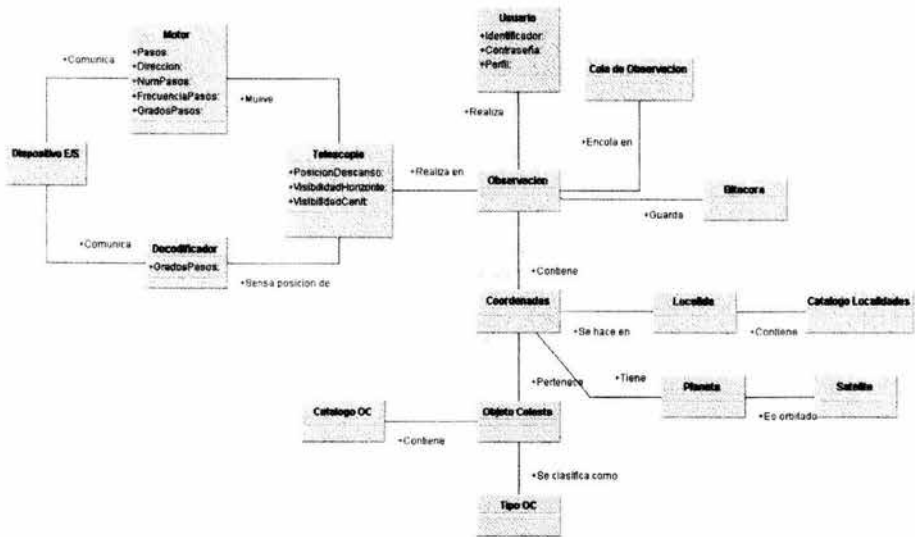 Motor
+Pasos:
+Direccion:
+NumPasos:
+FrecuenciaPasos:
+GradosPasos:
+Comunica
+Mueve
Dispositivo E/S
Telescopio
+PosicionDescanso:
+VisibilidadHorizonte:
+VisibilidadCenit:
+Comunica
Decodificador
+GradosPasos:
+Sensa posicion de
+Realiza en
Usuario
+Identificador:
+Contraseña:
+Perfil:
+Realiza
Cola de Observacion
+Encola en
Observacion
Bitacora
+Guarda
+Contiene
Coordenadas
+Se hace en
Catalogo Localidades
+Contiene
+Pertenece
+Tiene
Planeta
Satelite
+Es orbitado
Catalogo OC
+Contiene
Objeto Celeste
+Se clasifica como
Tipo OC